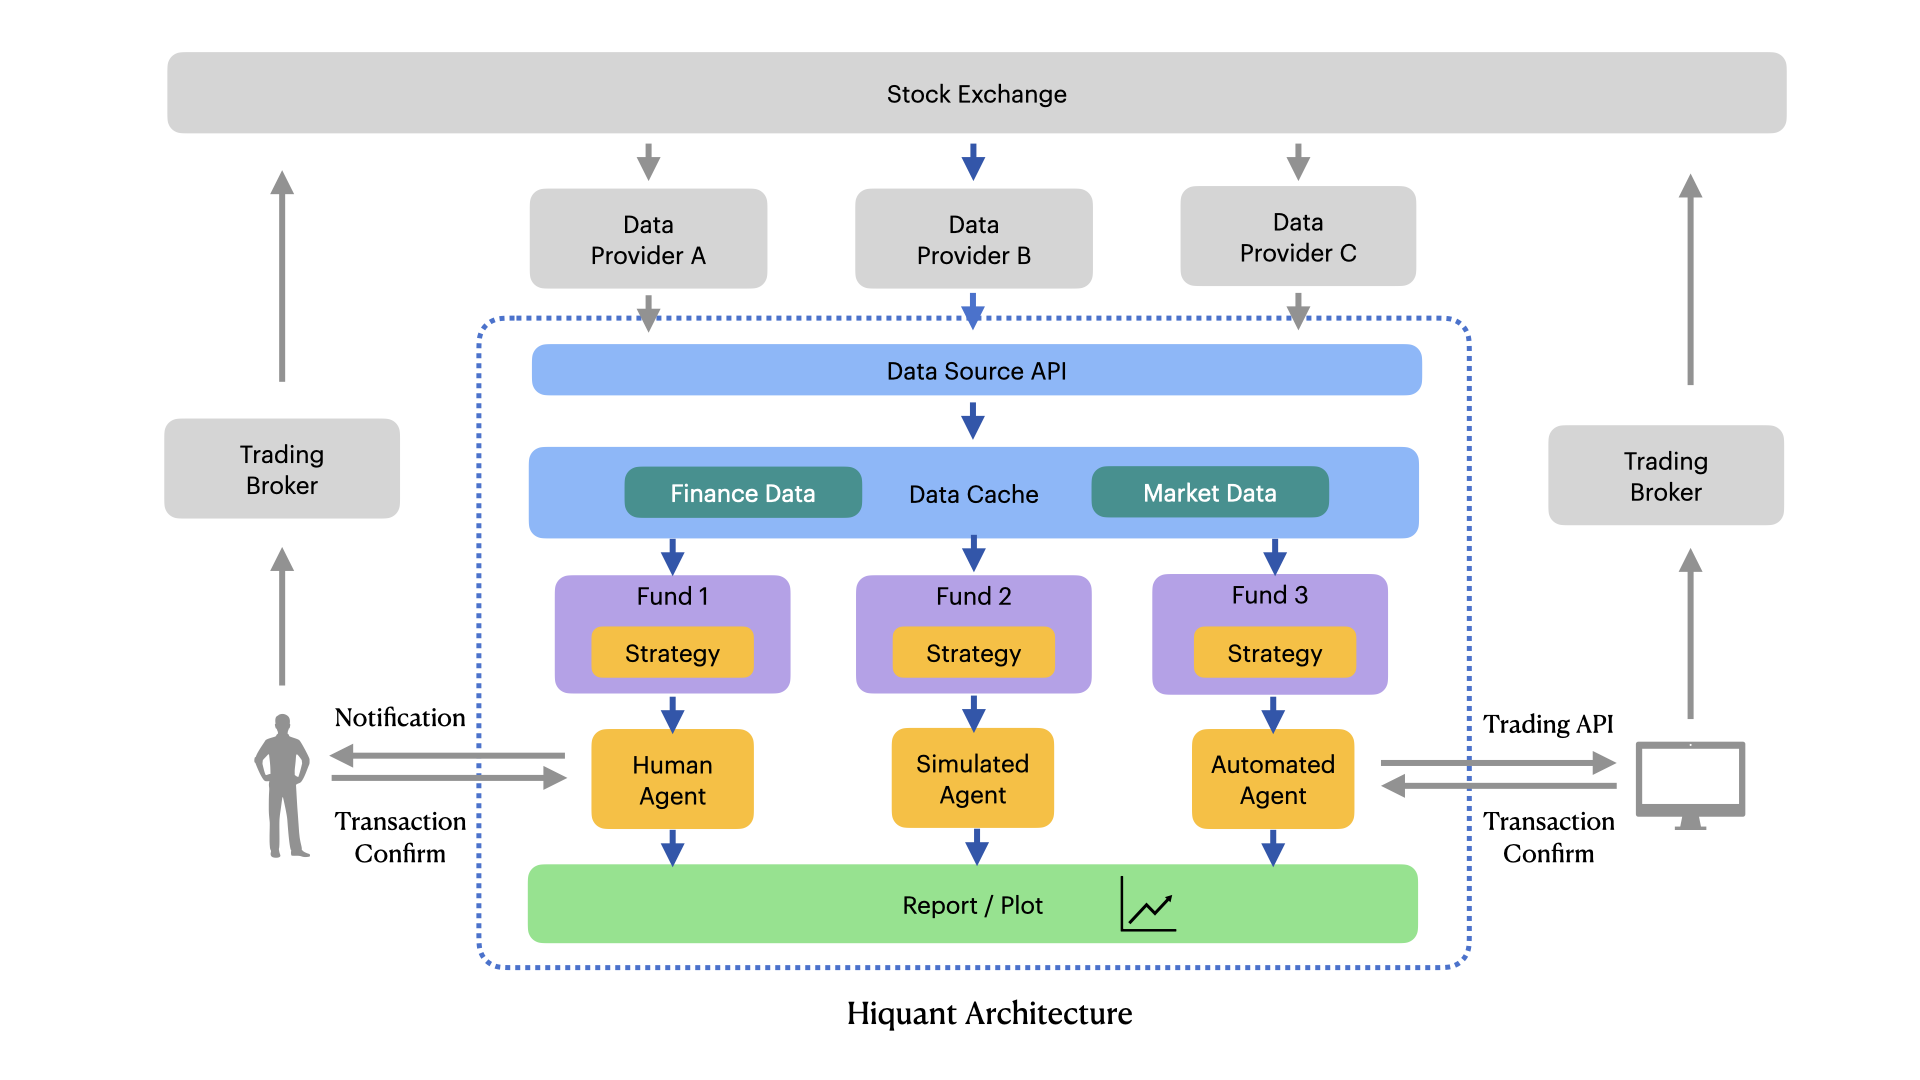 Stock Exchange
Data
Provider A
Data
Provider B
Data
Provider C
Data Source API
Trading
Broker
Finance Data
Data Cache
Market Data
Trading
Broker
Fund 1
Strategy
Fund 2
Strategy
Fund 3
Strategy
Notification
Transaction
Confirm
Human
Agent
Simulated
Agent
Automated
Agent
Trading API
Transaction
Confirm
Report / Plot
Hiquant Architecture